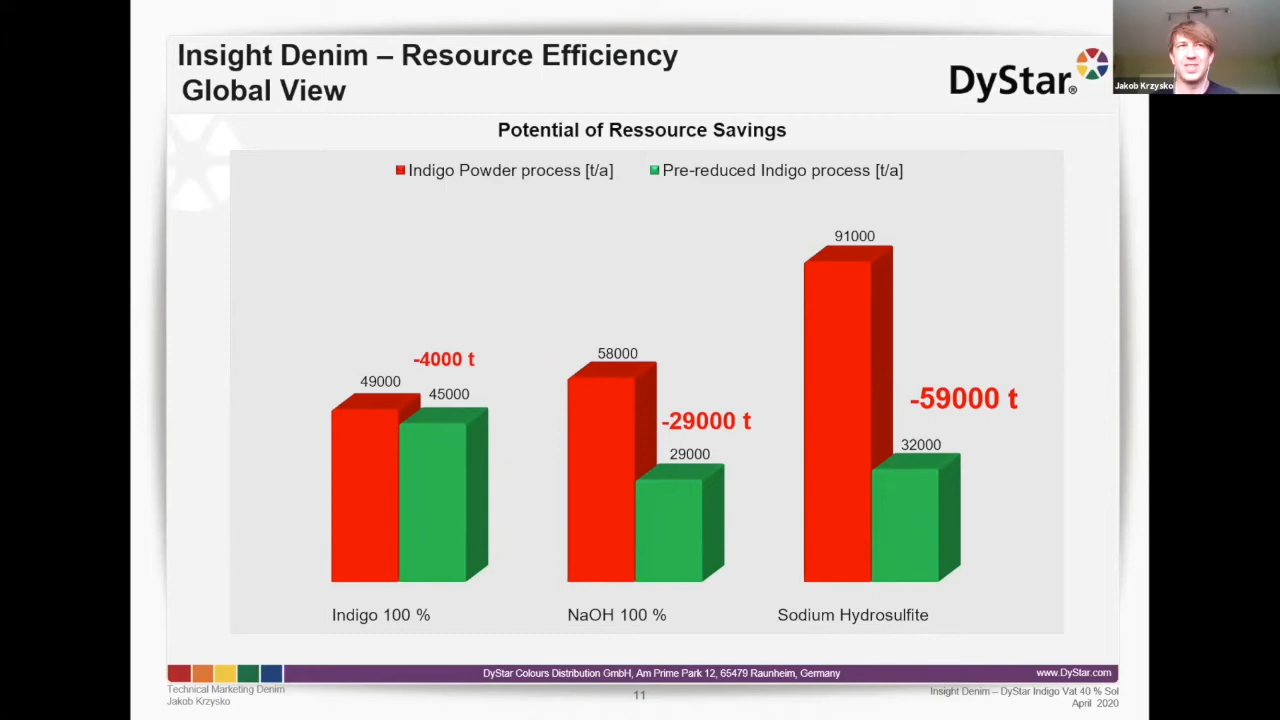 Insight Denim – Resource Efficiency
Global View
DyStar®
Jakob Krzysko
Potential of Ressource Savings
Indigo Powder process [t/a]
Pre-reduced Indigo process [t/a]
91000
58000
-4000 t
49000
45000
-59000 t
-29000 t
29000
32000
Indigo 100 %
NaOH 100 %
Sodium Hydrosulfite
DyStar Colours Distribution GmbH, Am Prime Park 12, 65479 Raunheim, Germany
www.DyStar.com
Technical Marketing Denim
Jakob Krzysko
11
Insight Denim – DyStar Indigo Vat 40 % Sol
April 2020